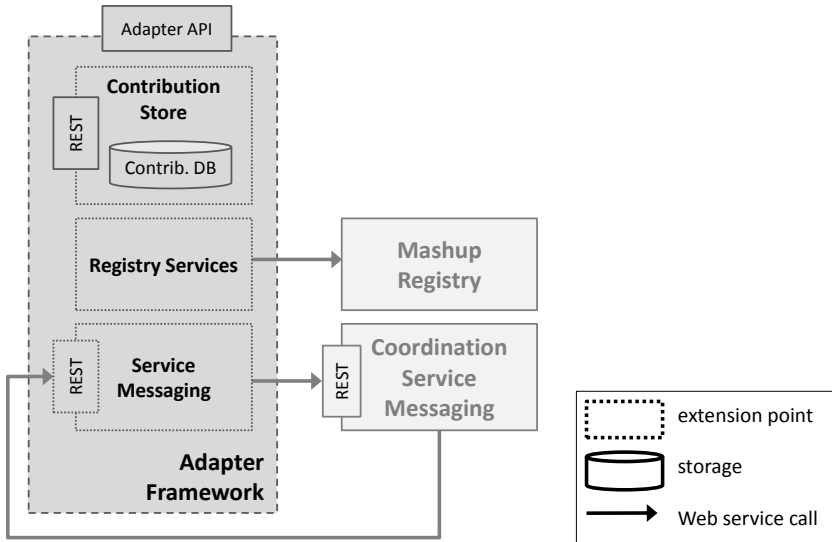 Adapter API
Contribution
Store
REST
Contrib. DB
Registry Services
Mashup
Registry
REST
Service
Messaging
REST
Coordination
Service
Messaging
Adapter
Framework
extension point
storage
Web service call